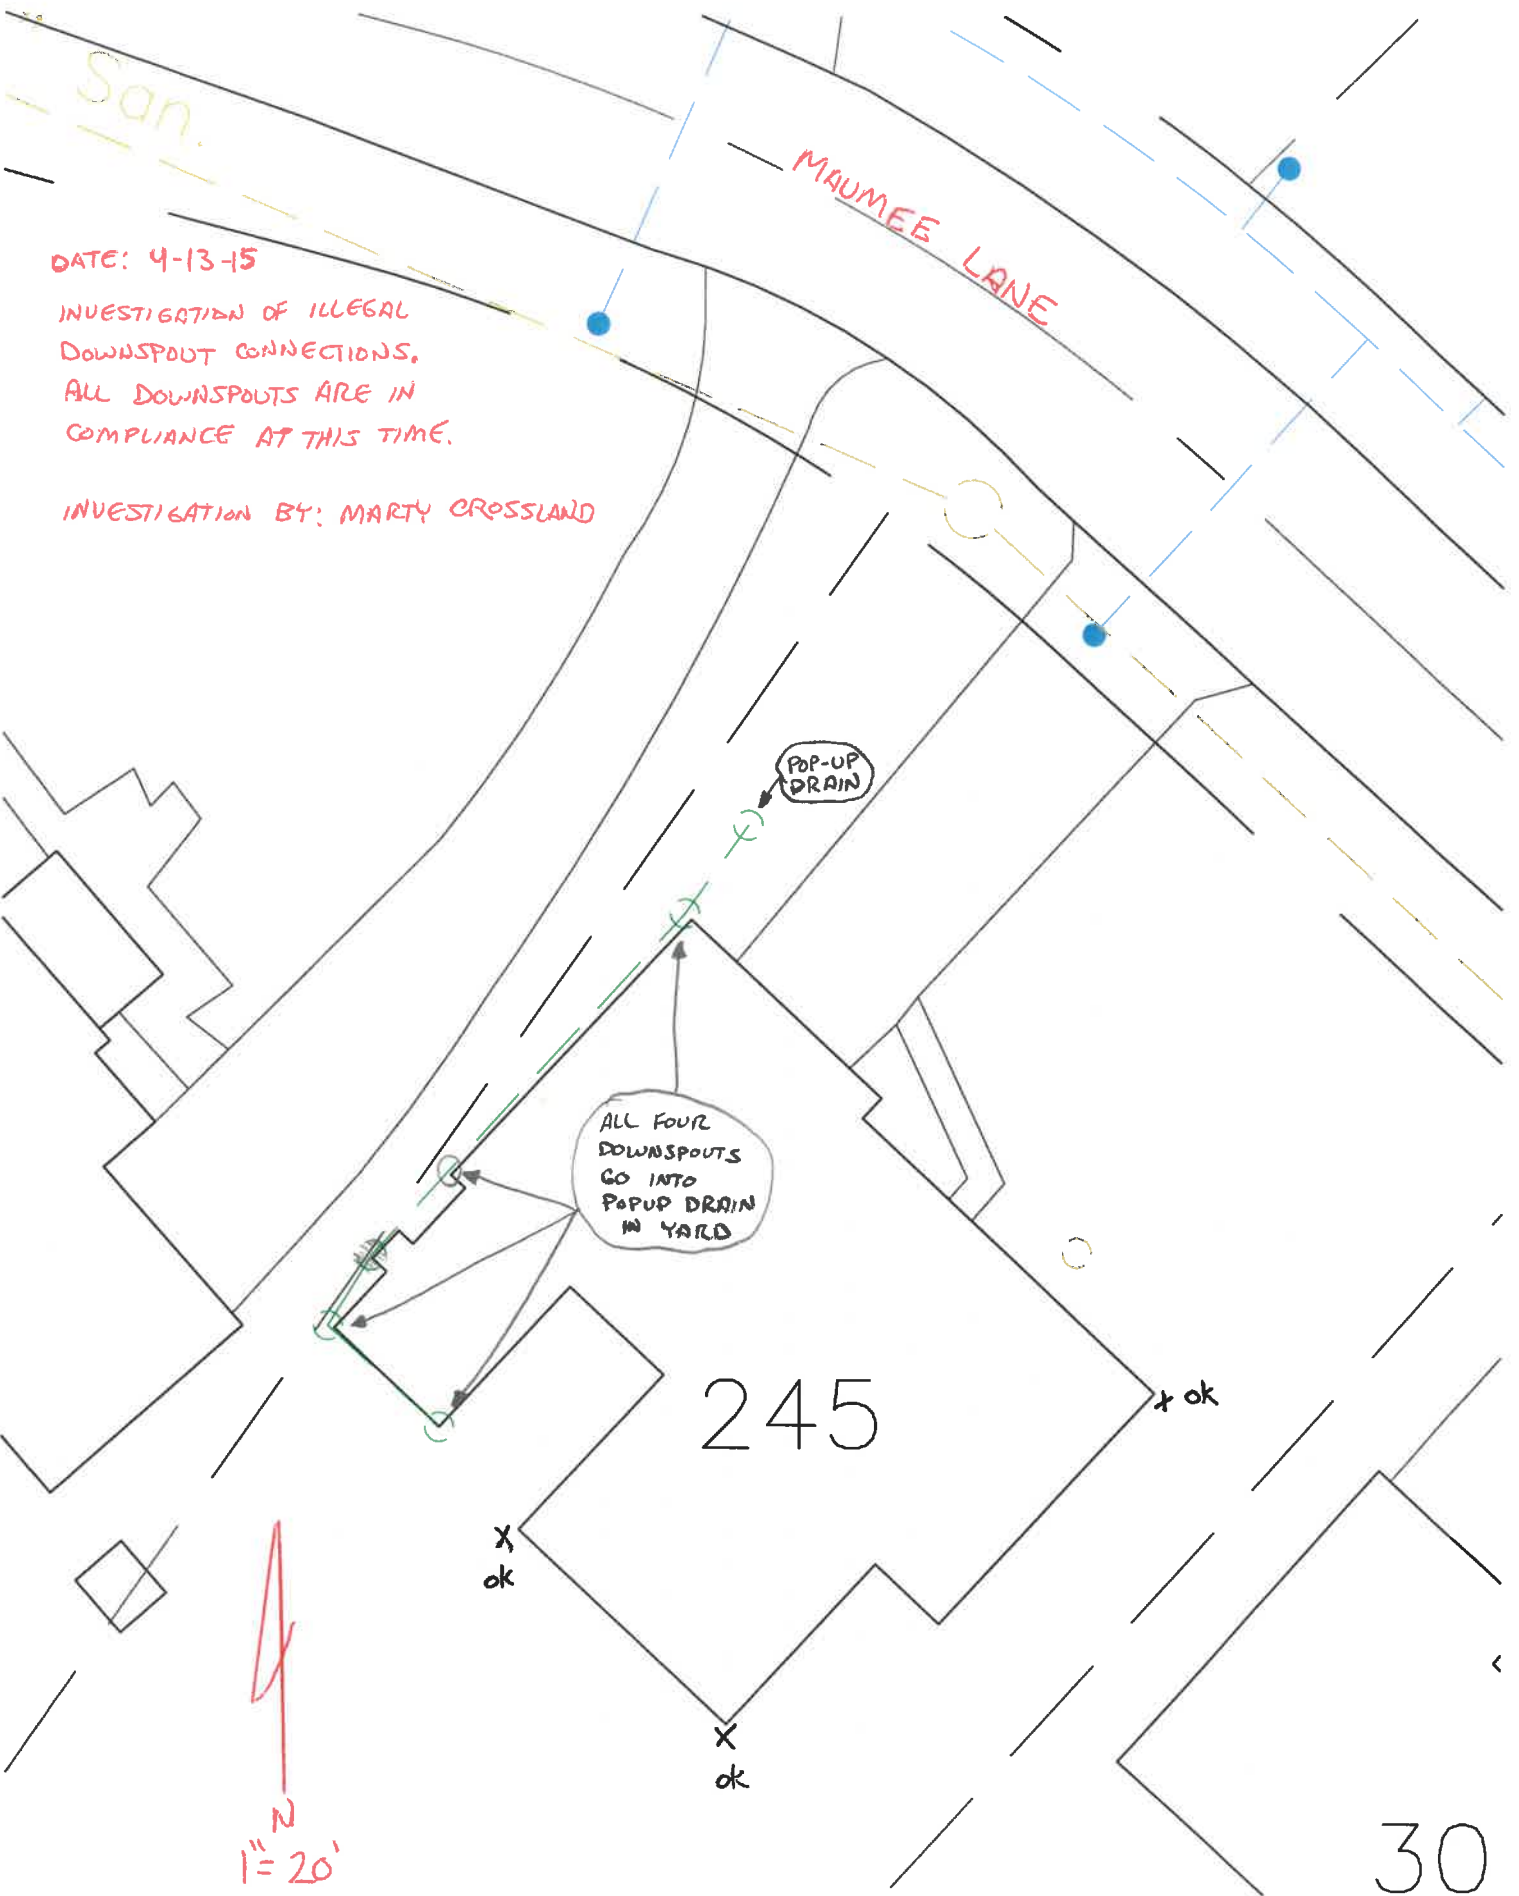 San.
MAUMEE LANE
DATE: 4-13-15
INVESTIGATION OF ILLEGAL
DOWNSPOUT CONNECTIONS.
ALL DOWNSPOUTS ARE IN
COMPLIANCE AT THIS TIME.
INVESTIGATION BY: MARTY CROSSLAND
POP-UP
DRAIN
ALL FOUR
DOWNSPOUTS
GO INTO
POPUP DRAIN
IN YARD
245
x ok
x
ok
x
ok
N
1"=20'
30